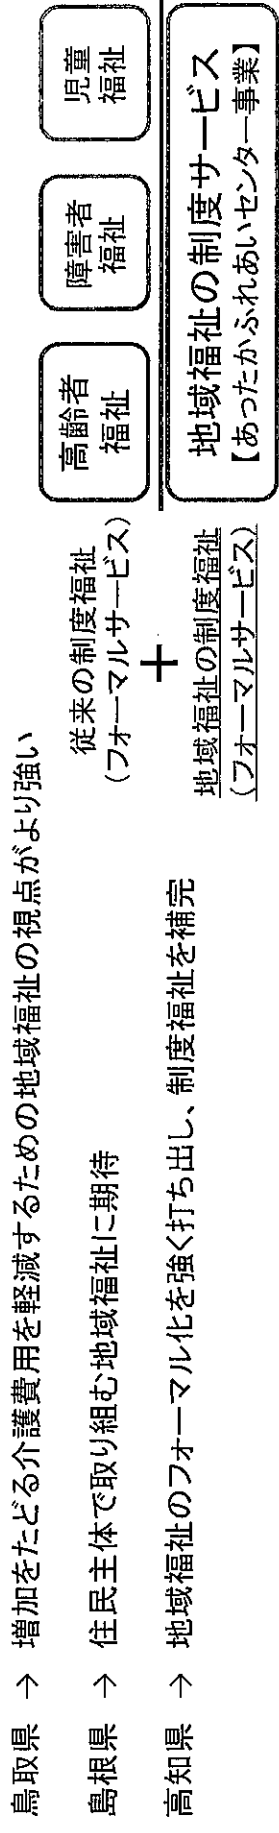 鳥取県 → 増加をたどる介護費用を軽減するための地域福祉の視点がより強い
島根県 → 住民主体で取り組む地域福祉に期待
高知県 → 地域福祉のフォーマル化を強く打ち出し、制度福祉を補完
従来の制度福祉
(フォーマルサービス)
+
地域福祉の制度福祉
(フォーマルサービス)
高齢者
福祉
障害者
福祉
児童
福祉
地域福祉の制度サービス
【あったかふれあいセンター事業】